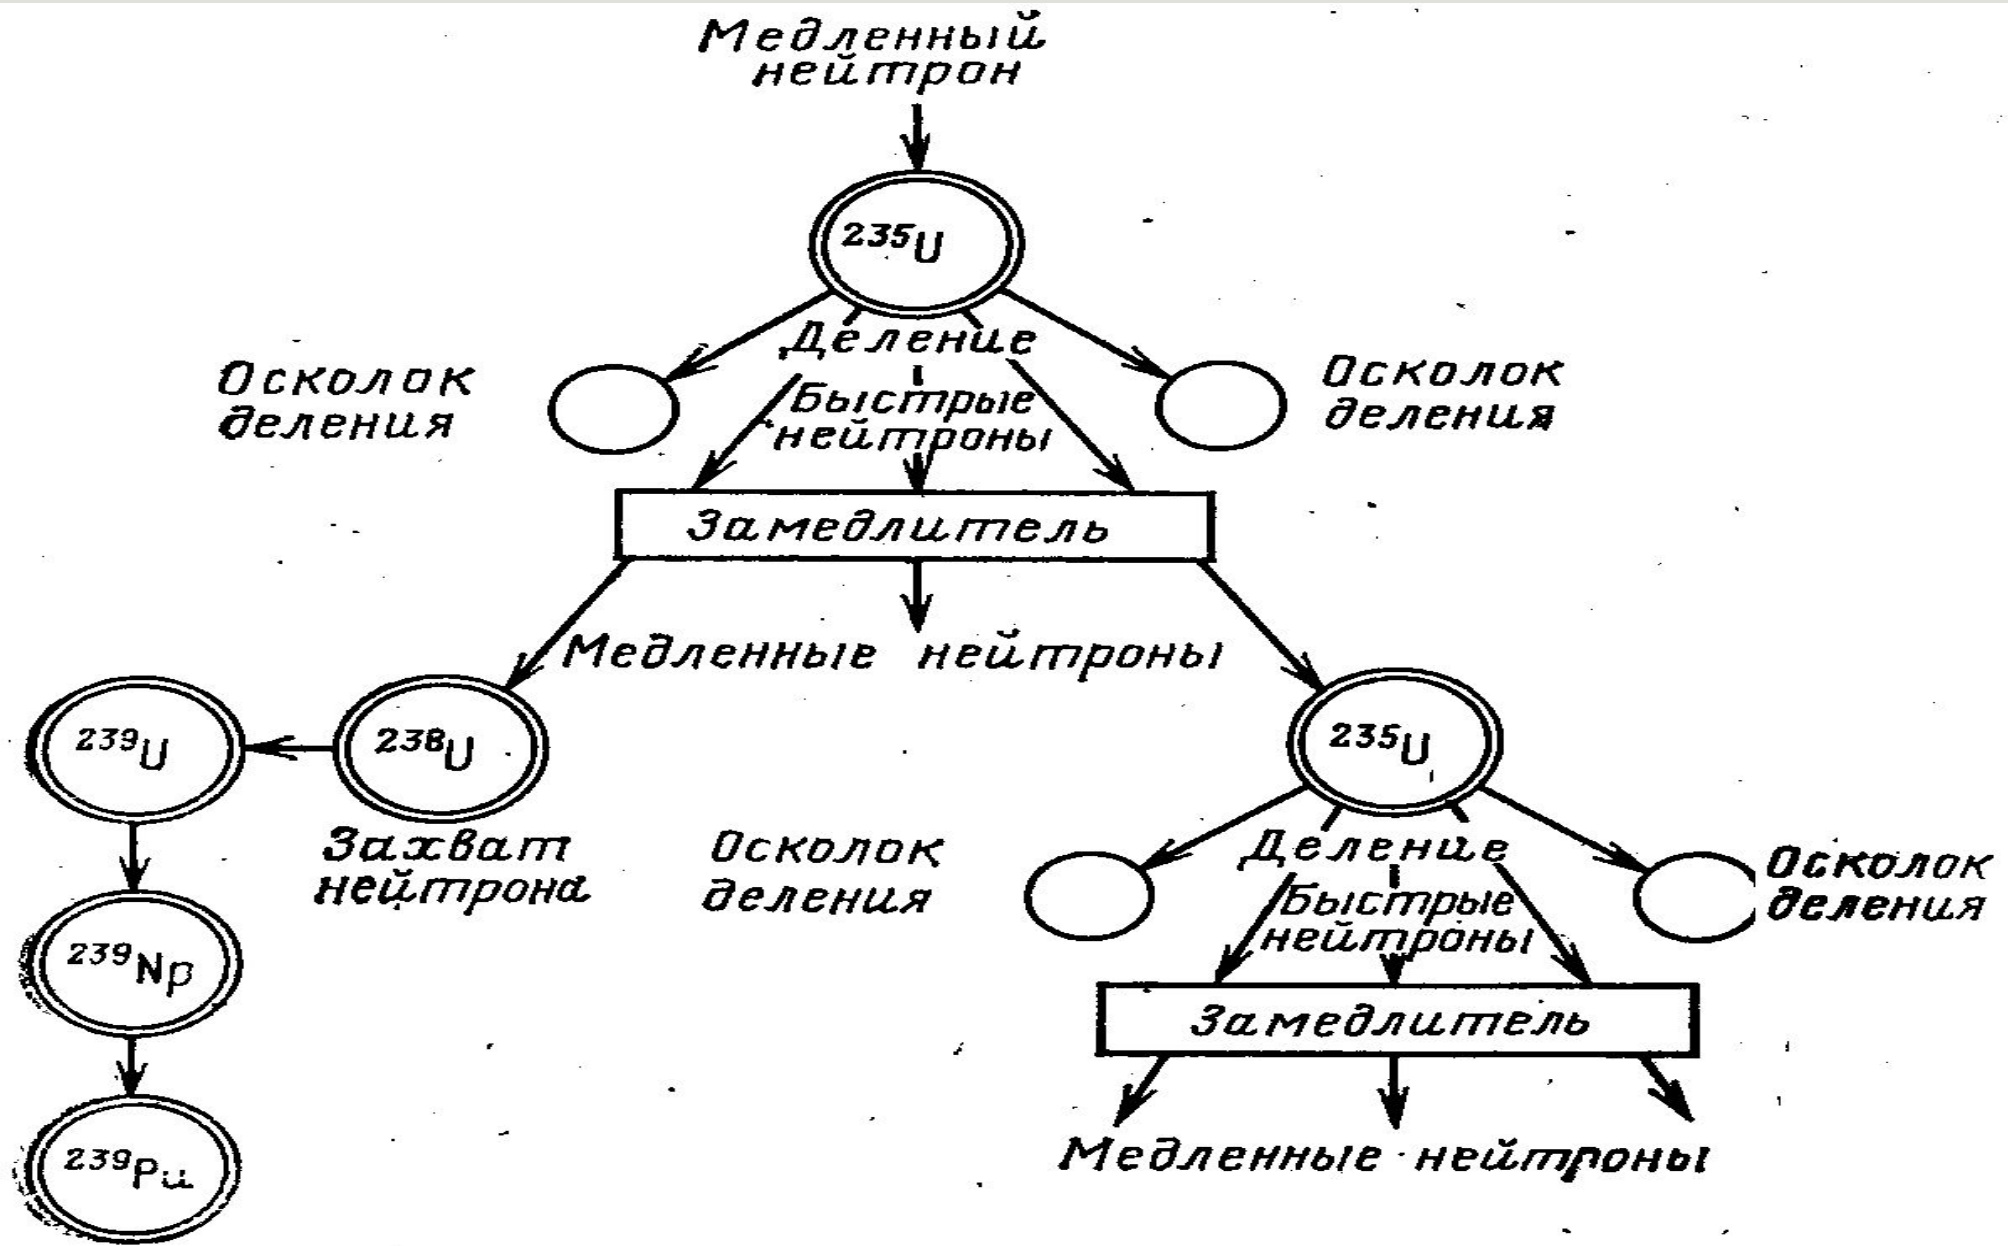 Медленный
нейтрон
²³⁵U
Деление
Осколок
деления
Быстрые
нейтроны
Осколок
деления
Замедлитель
Медленные нейтроны
²³⁹U
²³⁸U
²³⁵U
Захват
нейтрона
Осколок
деления
Деление
Быстрые
нейтроны
Осколок
деления
²³⁹Np
Замедлитель
²³⁹Pu
Медленные нейтроны